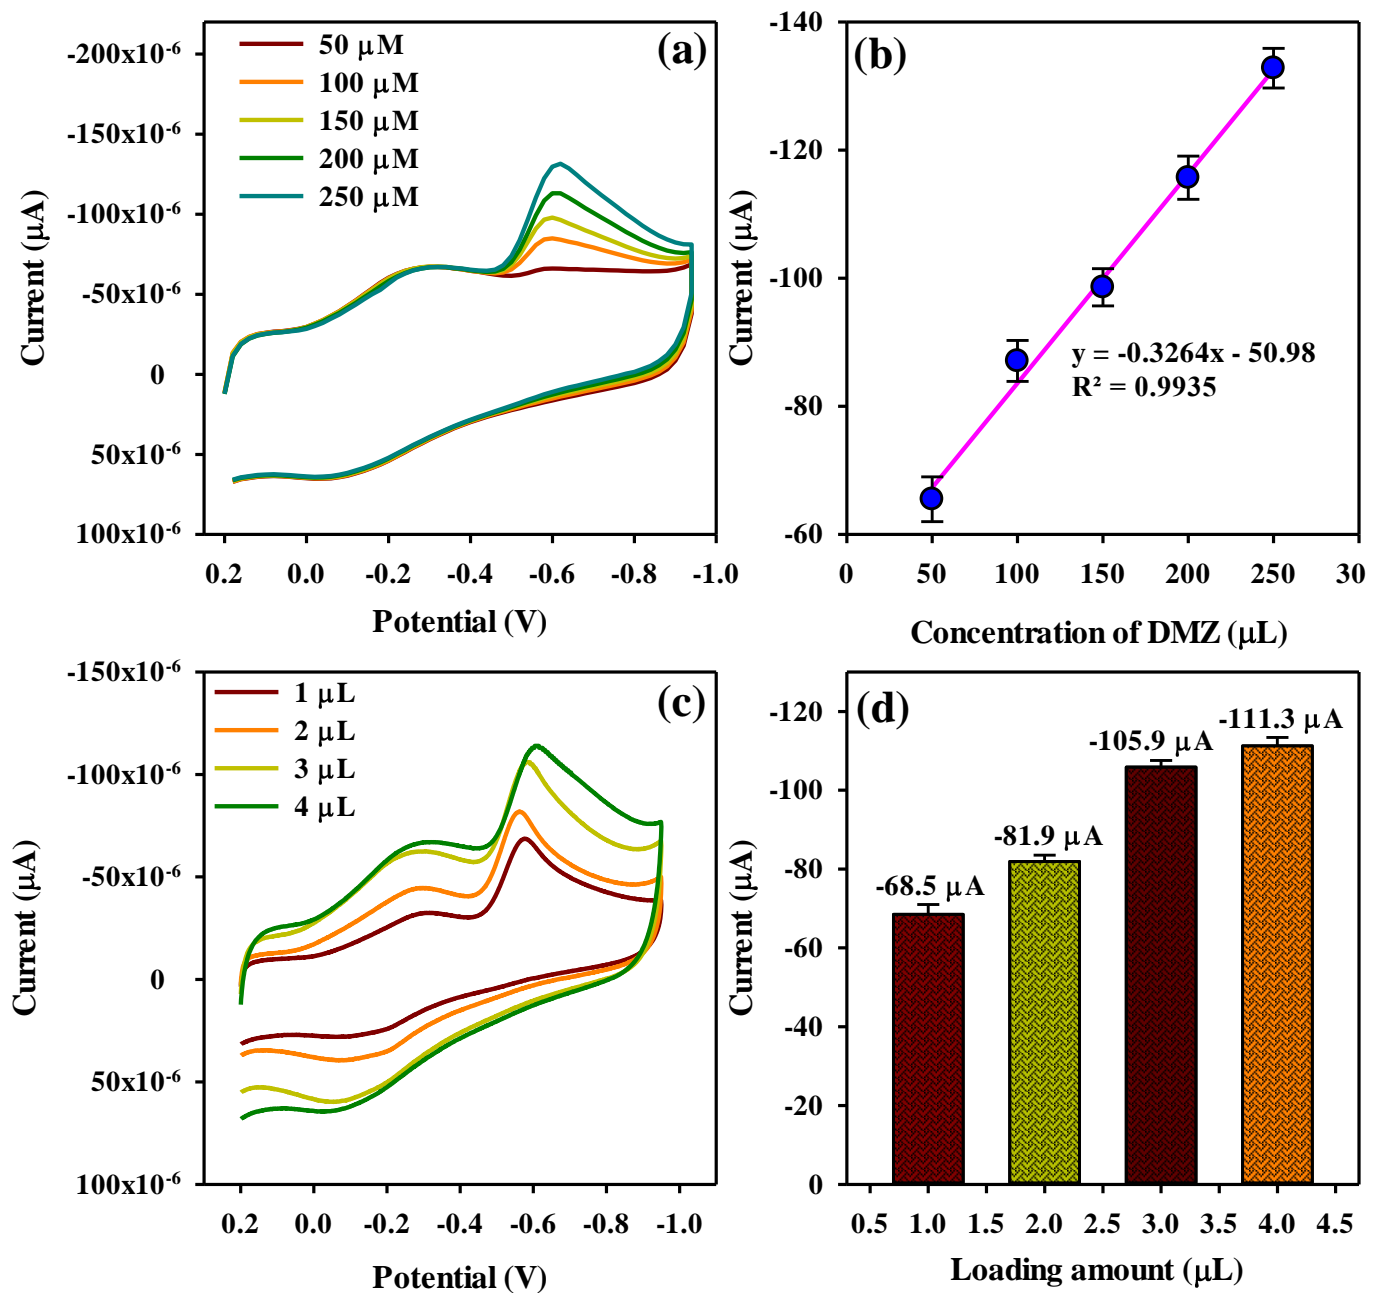 (a)
50 μM
100 μM
150 μM
200 μM
250 μM
-200x10⁻⁶
-150x10⁻⁶
-100x10⁻⁶
-50x10⁻⁶
0
50x10⁻⁶
100x10⁻⁶
Current (μA)
0.2 0.0 -0.2 -0.4 -0.6 -0.8 -1.0
Potential (V)
(b)
-140
-120
-100
-80
-60
Current (μA)
y = -0.3264x - 50.98
R² = 0.9935
0 50 100 150 200 250 30
Concentration of DMZ (μL)
(c)
1 μL
2 μL
3 μL
4 μL
-150x10⁻⁶
-100x10⁻⁶
-50x10⁻⁶
0
50x10⁻⁶
100x10⁻⁶
Current (μA)
0.2 0.0 -0.2 -0.4 -0.6 -0.8 -1.0
Potential (V)
(d)
-120
-100
-80
-60
-40
-20
0
Current (μA)
-68.5 μA
-81.9 μA
-105.9 μA
-111.3 μA
0.5 1.0 1.5 2.0 2.5 3.0 3.5 4.0 4.5
Loading amount (μL)